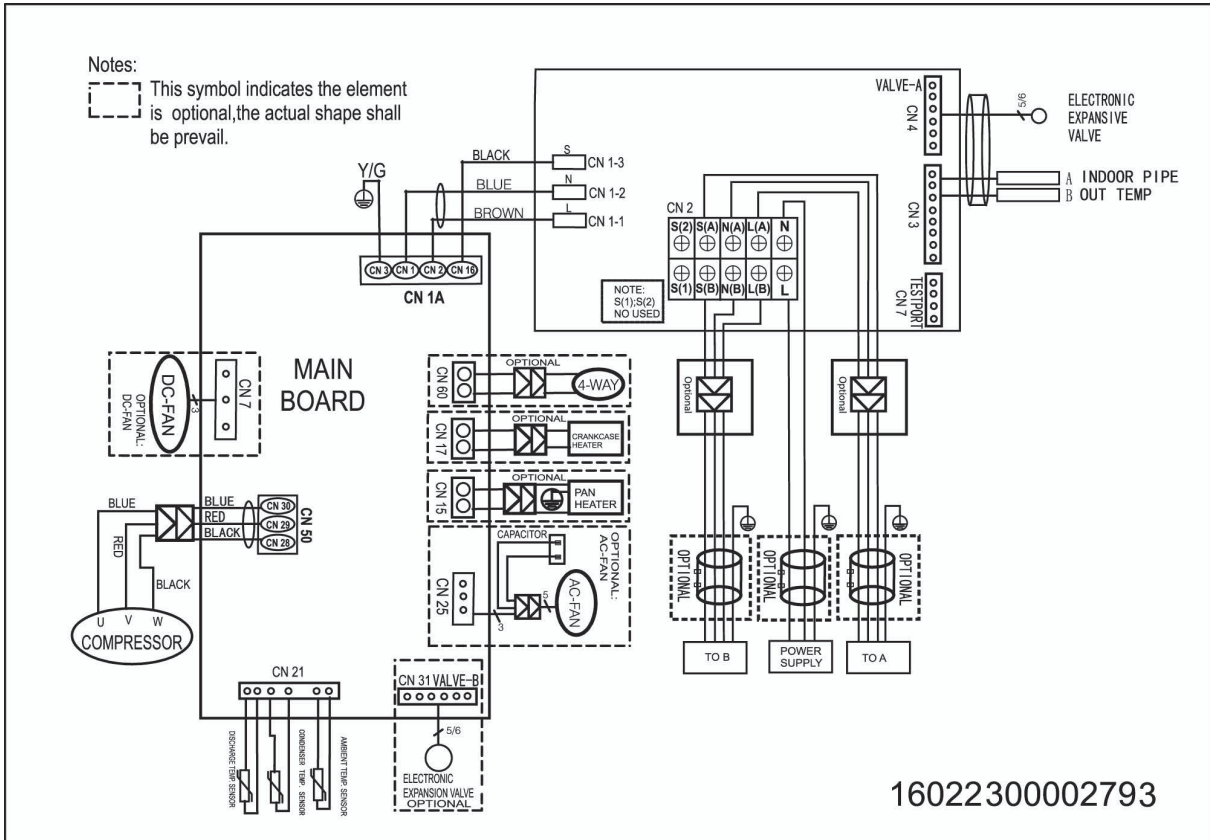 Notes:
This symbol indicates the element
is optional,the actual shape shall
be prevail.
Y/G
BLACK
BLUE
BROWN
S
N
L
CN 1-3
CN 1-2
CN 1-1
CN 3
CN 1
CN 2
CN 16
CN 1A
VALVE-A
CN 4
5/6
ELECTRONIC
EXPANSIVE
VALVE
CN 3
A INDOOR PIPE
B OUT TEMP
TESTPORT
CN 7
CN 2
S(2) S(A) N(A) L(A) N
S(1) S(B) N(B) L(B) L
NOTE:
S(1);S(2)
NO USED
MAIN
BOARD
DC-FAN
OPTIONAL:
DC-FAN
3
CN 7
CN 60
OPTIONAL
4-WAY
CN 17
OPTIONAL
CRANKCASE
HEATER
CN 15
OPTIONAL
PAN
HEATER
CN 25
CAPACITOR
3
5
AC-FAN
OPTIONAL:
AC-FAN
BLUE
RED
BLACK
BLUE
RED
BLACK
CN 30
CN 29
CN 28
CN 50
U V W
COMPRESSOR
CN 21
DISCHARGE TEMP. SENSOR
CONDENSER TEMP. SENSOR
AMBIENT TEMP. SENSOR
CN 31 VALVE-B
5/6
ELECTRONIC
EXPANSION VALVE
OPTIONAL
Optional
Optional
OPTIONAL
OPTIONAL
OPTIONAL
TO B
POWER
SUPPLY
TO A
16022300002793